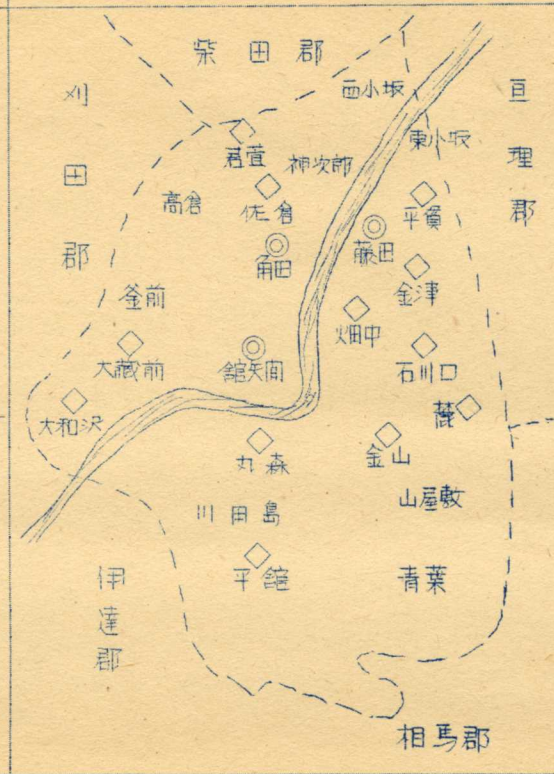 柴田郡
刈田郡
亘理郡
西小坂
東小坂
君萱
神次郎
高倉
佐倉
平貫
角田
藤田
金津
釜前
畑中
大蔵前
舘矢間
石川口
大和沢
麓
丸森
金山
川田島
山屋敷
平舘
青葉
伊達郡
相馬郡